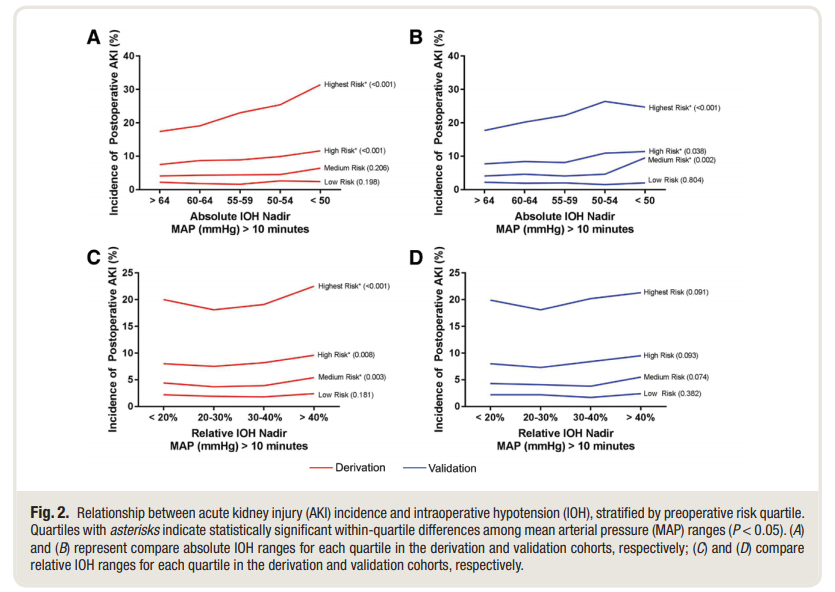 A
Incidence of Postoperative AKI (%)
40
30
20
10
0
Highest Risk* (<0.001)
High Risk* (<0.001)
Medium Risk (0.206)
Low Risk (0.198)
> 64 60-64 55-59 50-54 < 50
Absolute IOH Nadir
MAP (mmHg) > 10 minutes
B
Incidence of Postoperative AKI (%)
40
30
20
10
0
Highest Risk* (<0.001)
High Risk* (0.038)
Medium Risk* (0.002)
Low Risk (0.804)
> 64 60-64 55-59 50-54 < 50
Absolute IOH Nadir
MAP (mmHg) > 10 minutes
C
Incidence of Postoperative AKI (%)
25
20
15
10
5
0
Highest Risk* (<0.001)
High Risk* (0.008)
Medium Risk* (0.003)
Low Risk (0.181)
< 20% 20-30% 30-40% > 40%
Relative IOH Nadir
MAP (mmHg) > 10 minutes
D
Incidence of Postoperative AKI (%)
25
20
15
10
5
0
Highest Risk (0.091)
High Risk (0.093)
Medium Risk (0.074)
Low Risk (0.382)
< 20% 20-30% 30-40% > 40%
Relative IOH Nadir
MAP (mmHg) > 10 minutes
Derivation Validation
Fig. 2. Relationship between acute kidney injury (AKI) incidence and intraoperative hypotension (IOH), stratified by preoperative risk quartile.
Quartiles with asterisks indicate statistically significant within-quartile differences among mean arterial pressure (MAP) ranges (P < 0.05). (A)
and (B) represent compare absolute IOH ranges for each quartile in the derivation and validation cohorts, respectively; (C) and (D) compare
relative IOH ranges for each quartile in the derivation and validation cohorts, respectively.